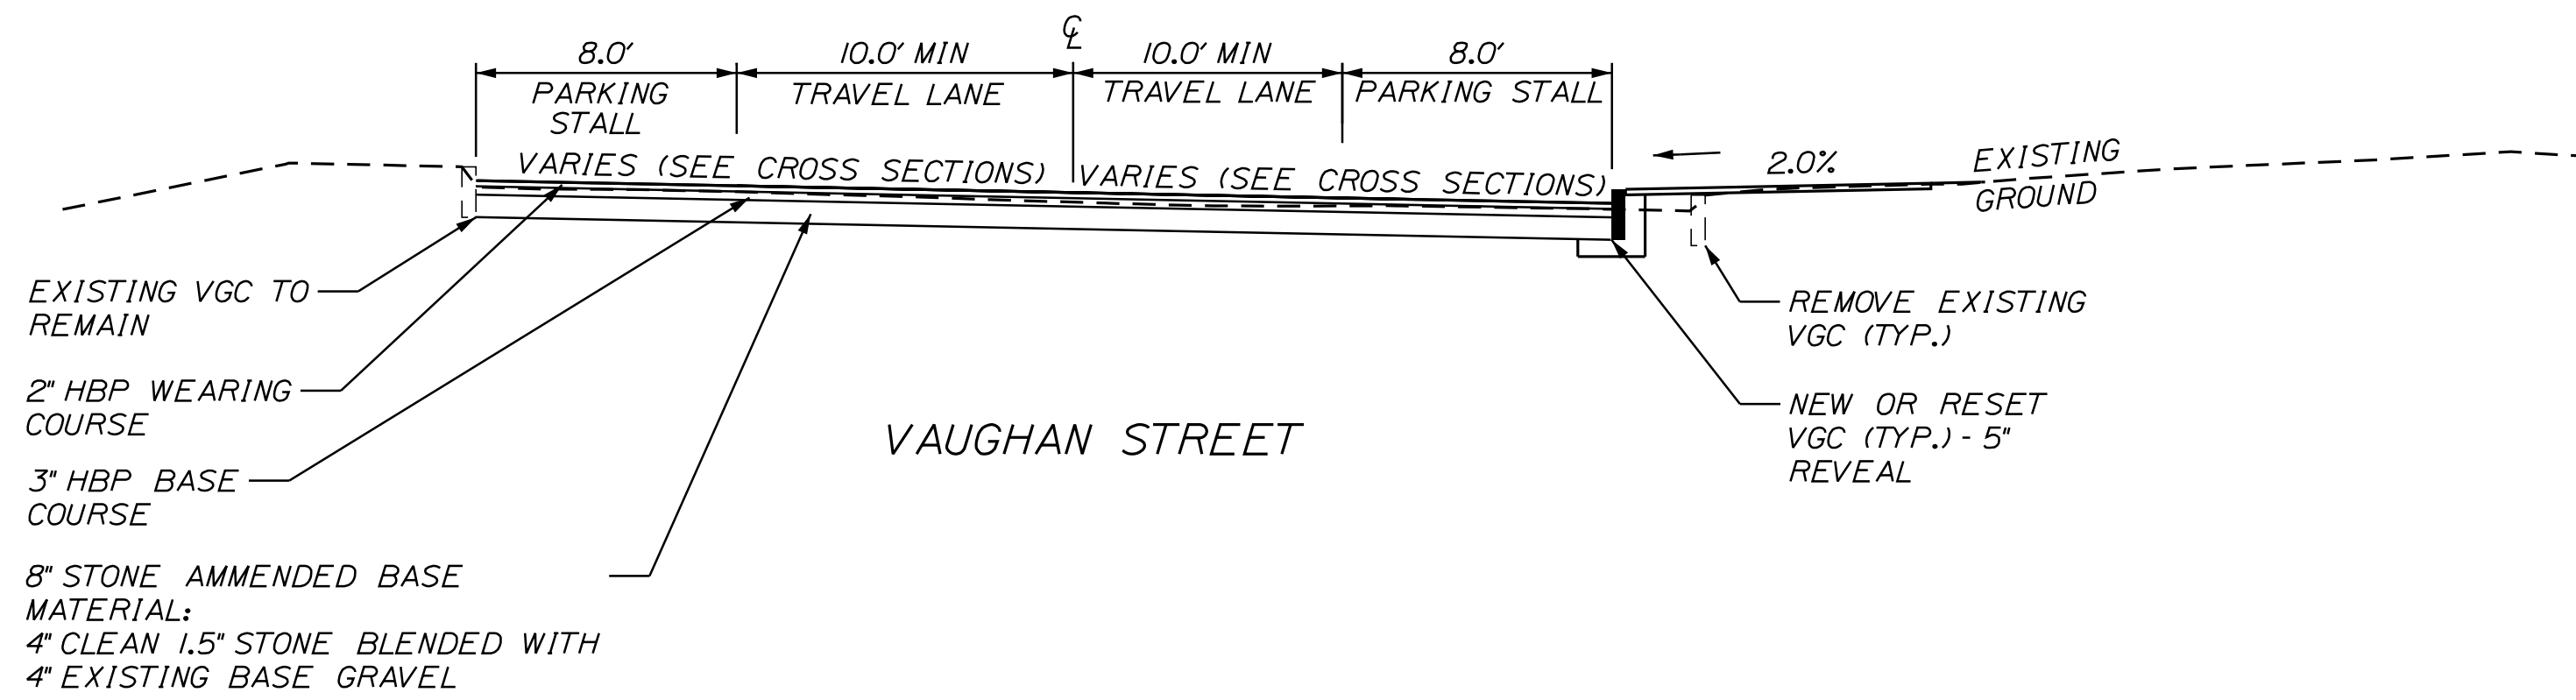 ℄
8.0'
10.0' MIN
10.0' MIN
8.0'
PARKING
STALL
TRAVEL LANE
TRAVEL LANE
PARKING STALL
VARIES (SEE CROSS SECTIONS)
VARIES (SEE CROSS SECTIONS)
2.0%
EXISTING
GROUND
EXISTING VGC TO
REMAIN
2" HBP WEARING
COURSE
3" HBP BASE
COURSE
8" STONE AMMENDED BASE
MATERIAL:
4" CLEAN 1.5" STONE BLENDED WITH
4" EXISTING BASE GRAVEL
VAUGHAN STREET
REMOVE EXISTING
VGC (TYP.)
NEW OR RESET
VGC (TYP.) - 5"
REVEAL